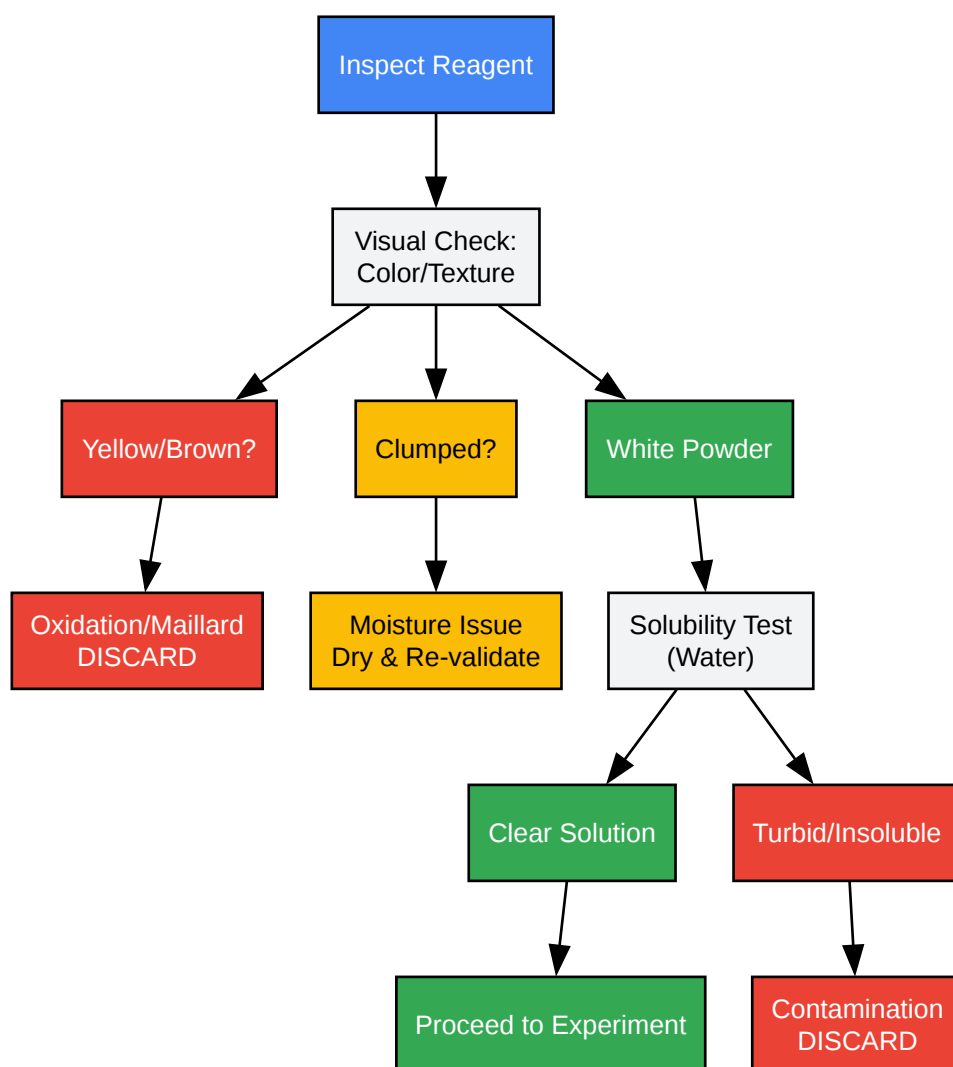 Inspect Reagent
Visual Check:
Color/Texture
Yellow/Brown?
Clumped?
White Powder
Oxidation/Maillard
DISCARD
Moisture Issue
Dry & Re-validate
Solubility Test
(Water)
Clear Solution
Turbid/Insoluble
Proceed to Experiment
Contamination
DISCARD